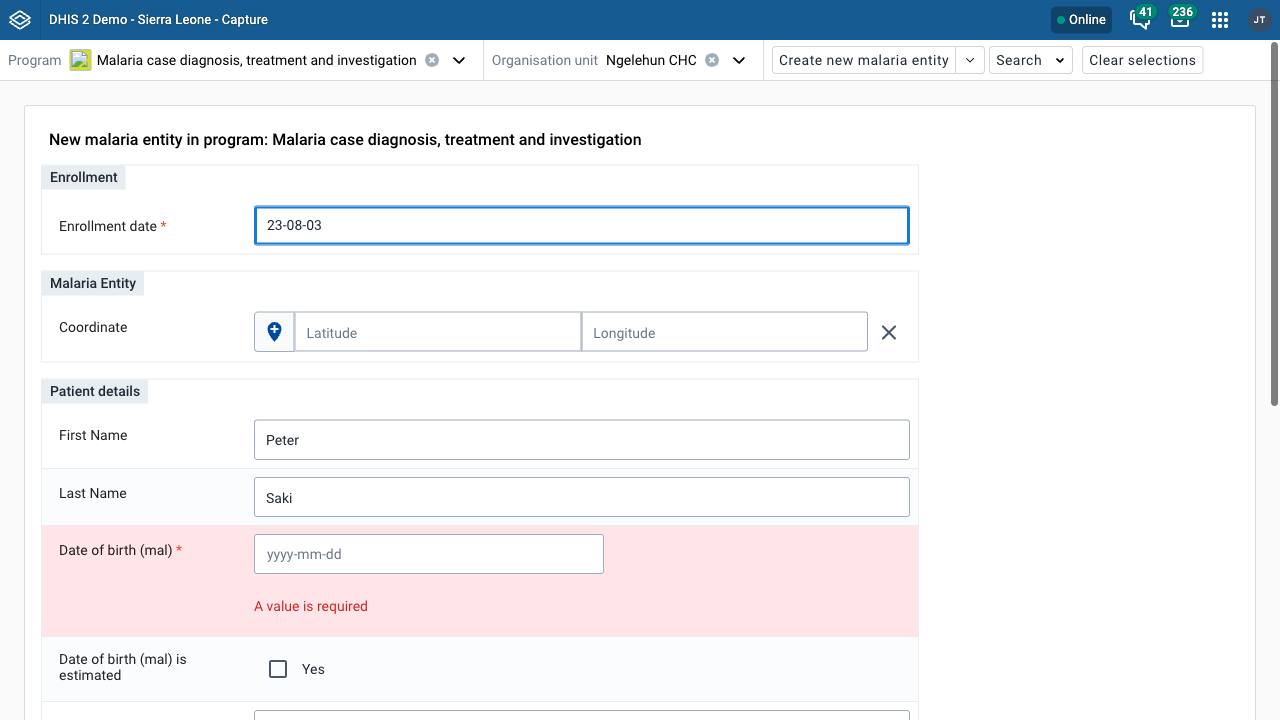 DHIS 2 Demo - Sierra Leone - Capture
Online
41
236
JT
Program
Malaria case diagnosis, treatment and investigation
Organisation unit
Ngelehun CHC
Create new malaria entity
Search
Clear selections
New malaria entity in program: Malaria case diagnosis, treatment and investigation
Enrollment
Enrollment date *
23-08-03
Malaria Entity
Coordinate
Latitude
Longitude
Patient details
First Name
Peter
Last Name
Saki
Date of birth (mal) *
yyyy-mm-dd
A value is required
Date of birth (mal) is
estimated
Yes